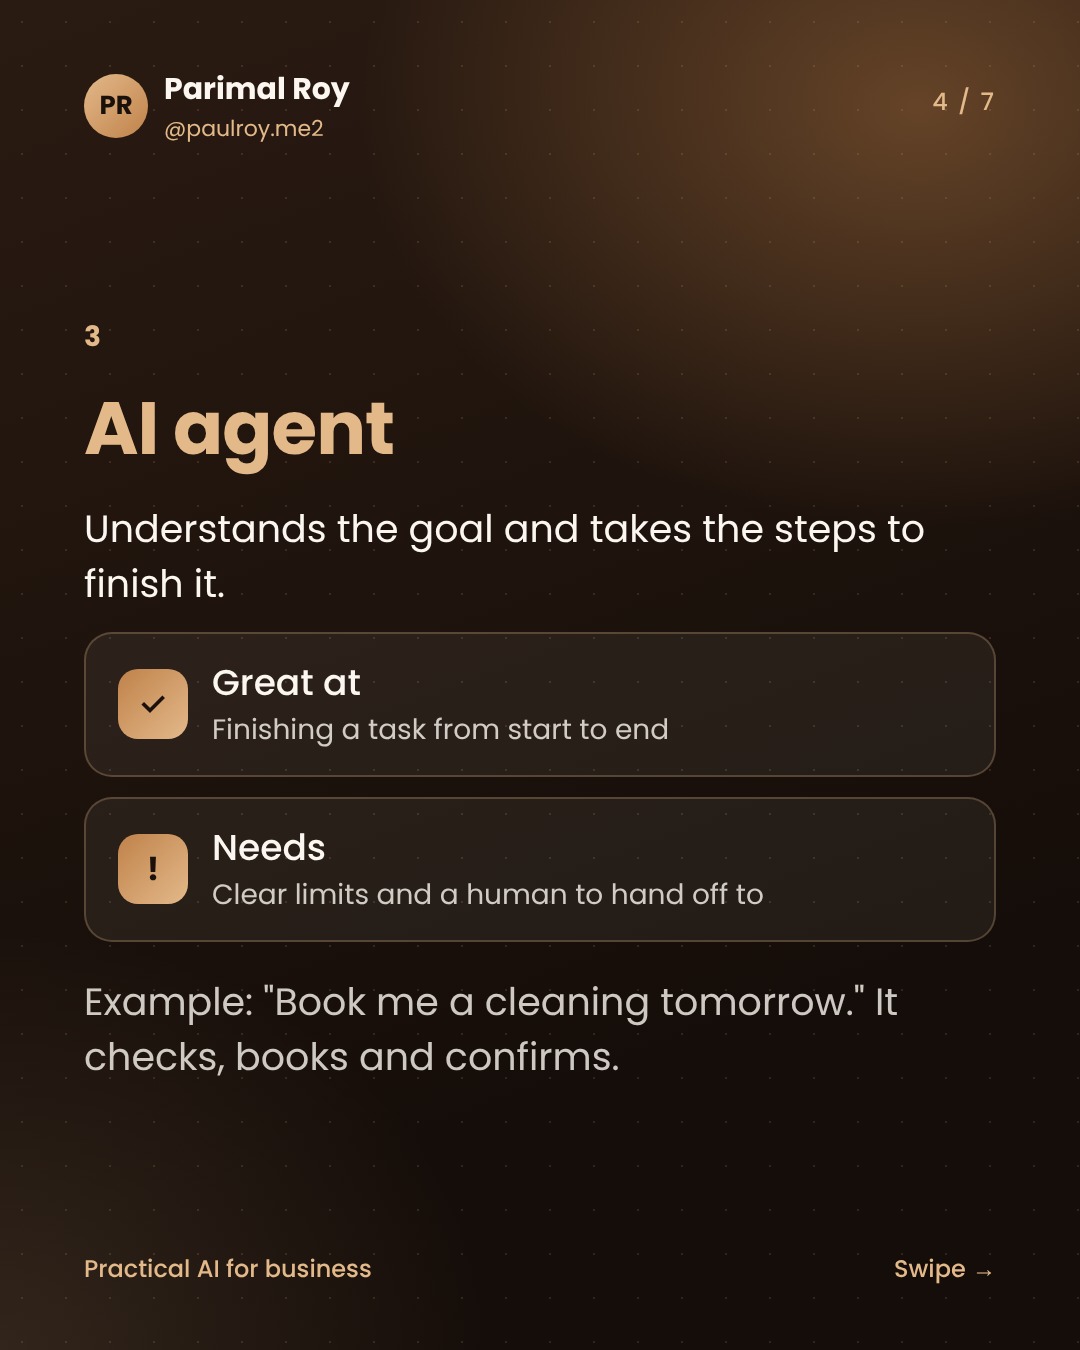 PR
Parimal Roy
@paulroy.me2
4 / 7
3
AI agent
Understands the goal and takes the steps to
finish it.
Great at
Finishing a task from start to end
!
Needs
Clear limits and a human to hand off to
Example: "Book me a cleaning tomorrow." It
checks, books and confirms.
Practical AI for business
Swipe →